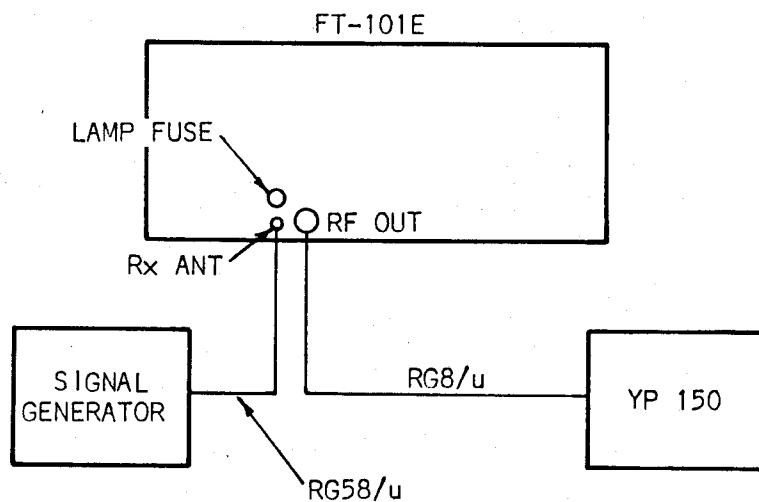 FT-101E
LAMP FUSE
RF OUT
Rx ANT
SIGNAL
GENERATOR
RG8/u
YP 150
RG58/u